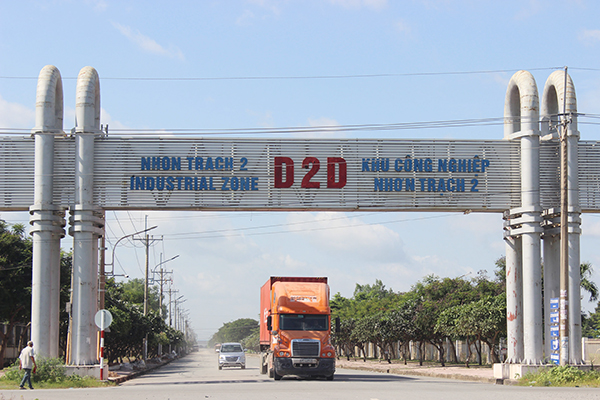 NHON TRACH 2
INDUSTRIAL ZONE
D2D
KHU CÔNG NGHIỆP
NHƠN TRẠCH 2